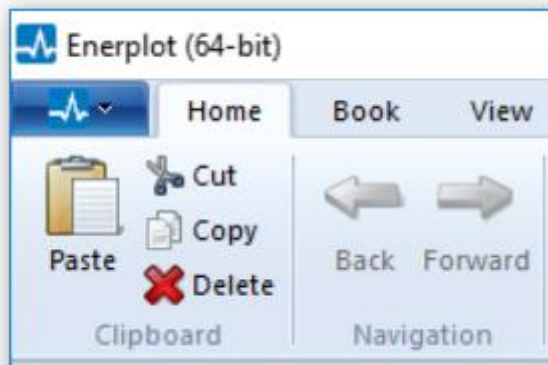 Enerplot (64-bit)
Home Book View
Paste
Cut
Copy
Delete
Clipboard
Back Forward
Navigation